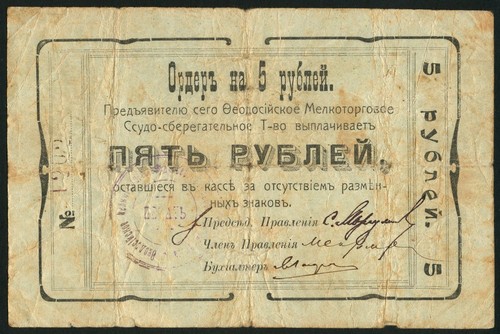 Ордеръ на 5 рублей.
Предъявителю сего Ѳеодосійское Мелкоторговое
Ссудо-сберегательное Т-во выплачиваетъ
ПЯТЬ РУБЛЕЙ,
оставшіеся въ кассѣ за отсутствіемъ размѣн-
ныхъ знаковъ.
Предсѣд. Правленія
Членъ Правленія
Бухгалтеръ
№
5 рублей. 5